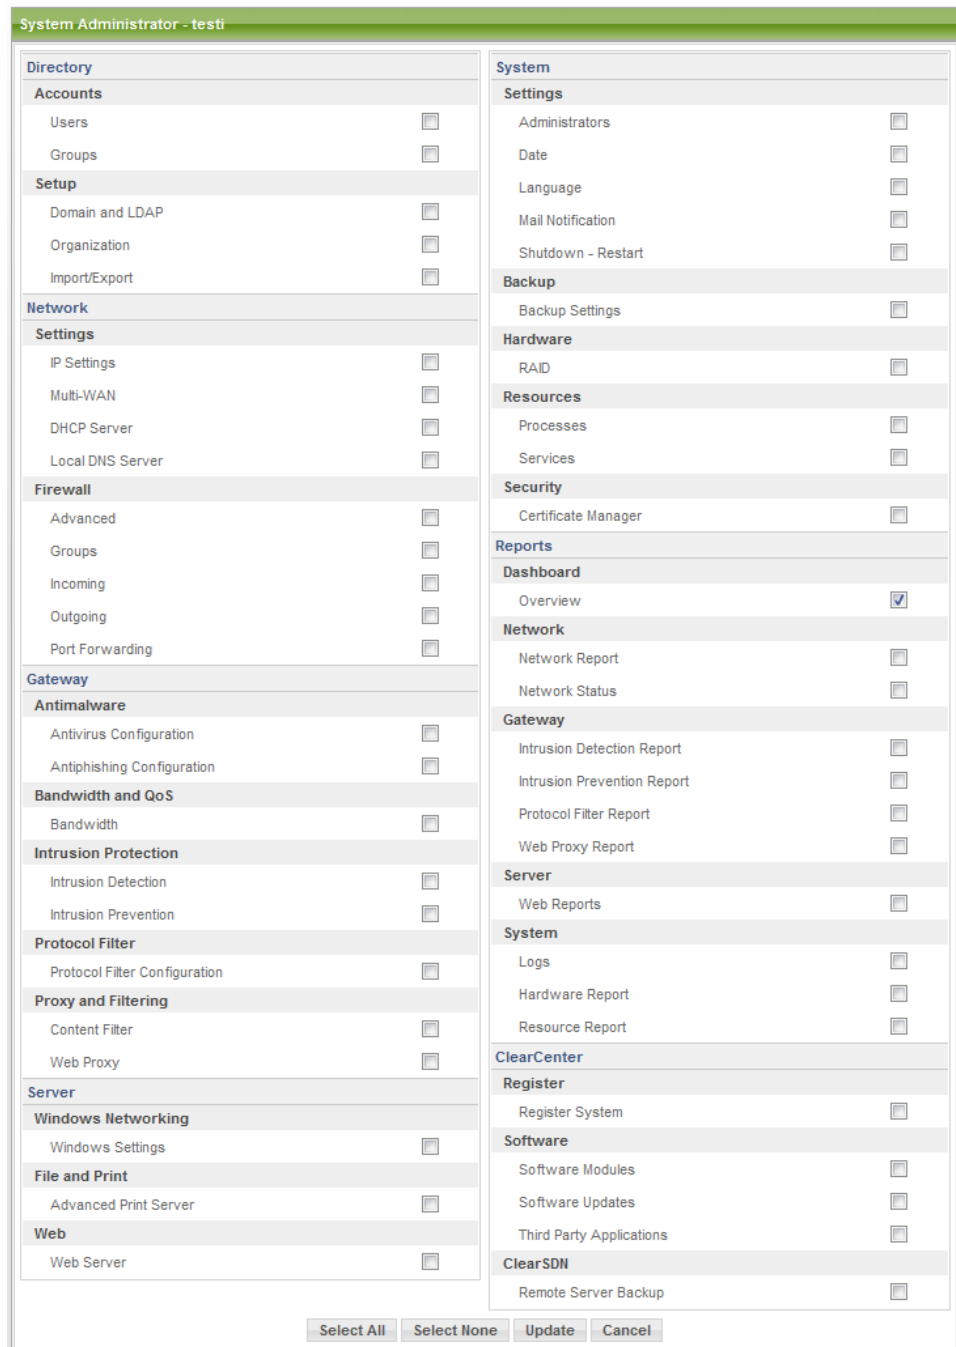 System Administrator - testi
Directory
Accounts
Users
Groups
Setup
Domain and LDAP
Organization
Import/Export
Network
Settings
IP Settings
Multi-WAN
DHCP Server
Local DNS Server
Firewall
Advanced
Groups
Incoming
Outgoing
Port Forwarding
Gateway
Antimalware
Antivirus Configuration
Antiphishing Configuration
Bandwidth and QoS
Bandwidth
Intrusion Protection
Intrusion Detection
Intrusion Prevention
Protocol Filter
Protocol Filter Configuration
Proxy and Filtering
Content Filter
Web Proxy
Server
Windows Networking
Windows Settings
File and Print
Advanced Print Server
Web
Web Server
System
Settings
Administrators
Date
Language
Mail Notification
Shutdown - Restart
Backup
Backup Settings
Hardware
RAID
Resources
Processes
Services
Security
Certificate Manager
Reports
Dashboard
Overview
Network
Network Report
Network Status
Gateway
Intrusion Detection Report
Intrusion Prevention Report
Protocol Filter Report
Web Proxy Report
Server
Web Reports
System
Logs
Hardware Report
Resource Report
ClearCenter
Register
Register System
Software
Software Modules
Software Updates
Third Party Applications
ClearSDN
Remote Server Backup
Select All Select None Update Cancel